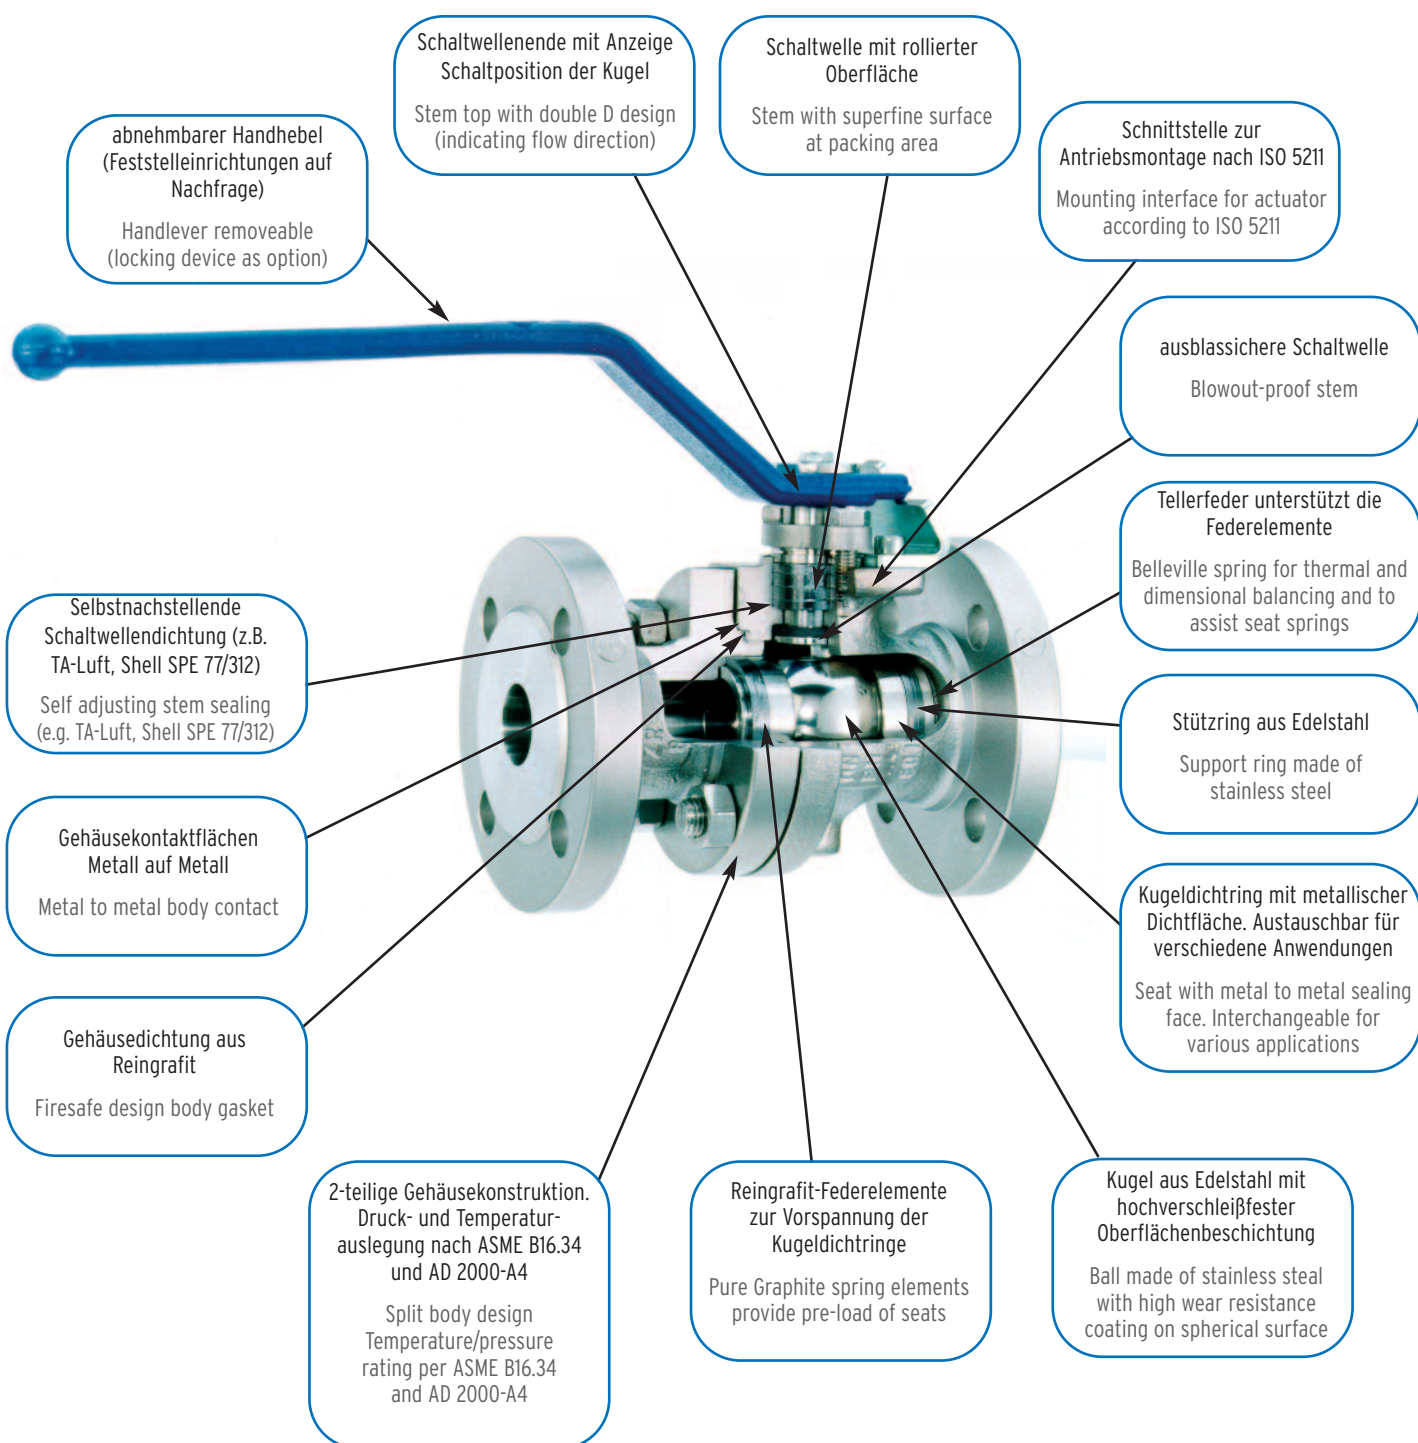 Schaltwellenende mit Anzeige
Schaltposition der Kugel
Stem top with double D design
(indicating flow direction)
Schaltwelle mit rollierter
Oberfläche
Stem with superfine surface
at packing area
abnehmbarer Handhebel
(Feststelleinrichtungen auf
Nachfrage)
Handlever removeable
(locking device as option)
Schnittstelle zur
Antriebsmontage nach ISO 5211
Mounting interface for actuator
according to ISO 5211
ausblassichere Schaltwelle
Blowout-proof stem
Tellerfeder unterstützt die
Federelemente
Belleville spring for thermal and
dimensional balancing and to
assist seat springs
Selbstnachstellende
Schaltwellendichtung (z.B.
TA-Luft, Shell SPE 77/312)
Self adjusting stem sealing
(e.g. TA-Luft, Shell SPE 77/312)
Stützring aus Edelstahl
Support ring made of
stainless steel
Gehäusekontaktflächen
Metall auf Metall
Metal to metal body contact
Kugeldichtring mit metallischer
Dichtfläche. Austauschbar für
verschiedene Anwendungen
Seat with metal to metal sealing
face. Interchangeable for
various applications
Gehäusedichtung aus
Reingrafit
Firesafe design body gasket
2-teilige Gehäusekonstruktion.
Druck- und Temperatur-
auslegung nach ASME B16.34
und AD 2000-A4
Split body design
Temperature/pressure
rating per ASME B16.34
and AD 2000-A4
Reingrafit-Federelemente
zur Vorspannung der
Kugeldichtringe
Pure Graphite spring elements
provide pre-load of seats
Kugel aus Edelstahl mit
hochverschleißfester
Oberflächenbeschichtung
Ball made of stainless steal
with high wear resistance
coating on spherical surface